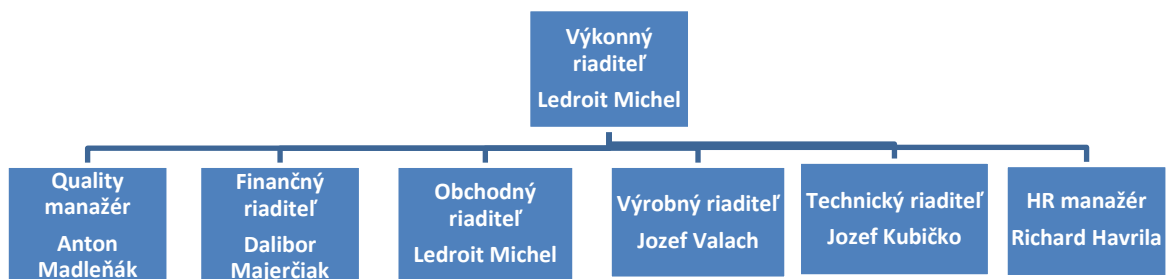 Výkonný
riaditeľ
Ledroit Michel
Quality
manažér
Anton
Madleňák
Finančný
riaditeľ
Dalibor
Majerčiak
Obchodný
riaditeľ
Ledroit Michel
Výrobný riaditeľ
Jozef Valach
Technický riaditeľ
Jozef Kubičko
HR manažér
Richard Havrila